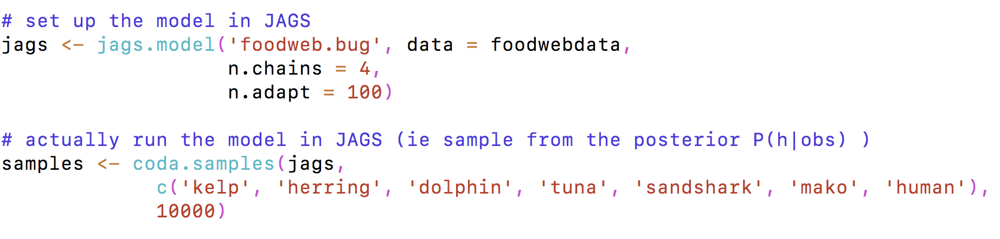 # set up the model in JAGS
jags <- jags.model('foodweb.bug', data = foodwebdata,
                   n.chains = 4,
                   n.adapt = 100)

# actually run the model in JAGS (ie sample from the posterior P(h|obs) )
samples <- coda.samples(jags,
             c('kelp', 'herring', 'dolphin', 'tuna', 'sandshark', 'mako', 'human'),
             10000)